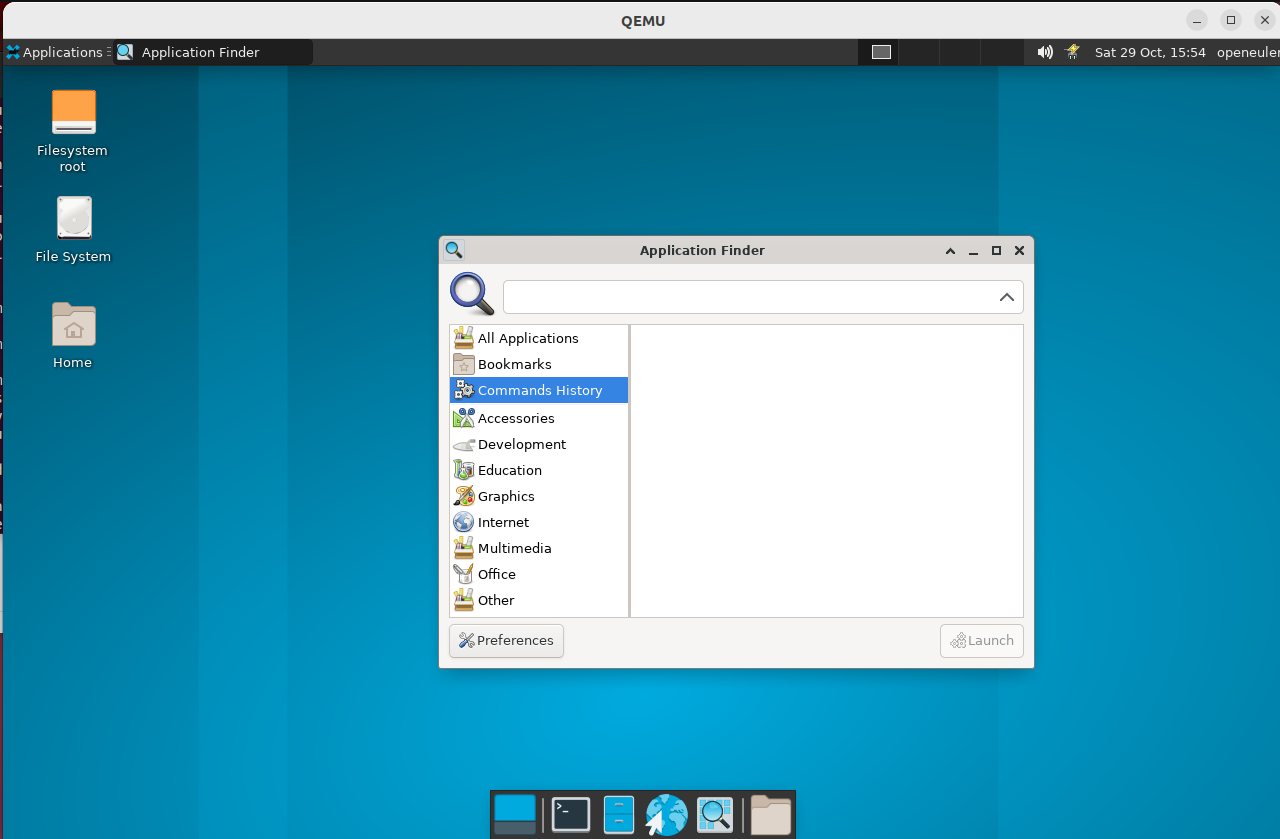 QEMU
Applications
Application Finder
Sat 29 Oct, 15:54
openeuler
Filesystem
root
File System
Home
Application Finder
All Applications
Bookmarks
Commands History
Accessories
Development
Education
Graphics
Internet
Multimedia
Office
Other
Preferences
Launch